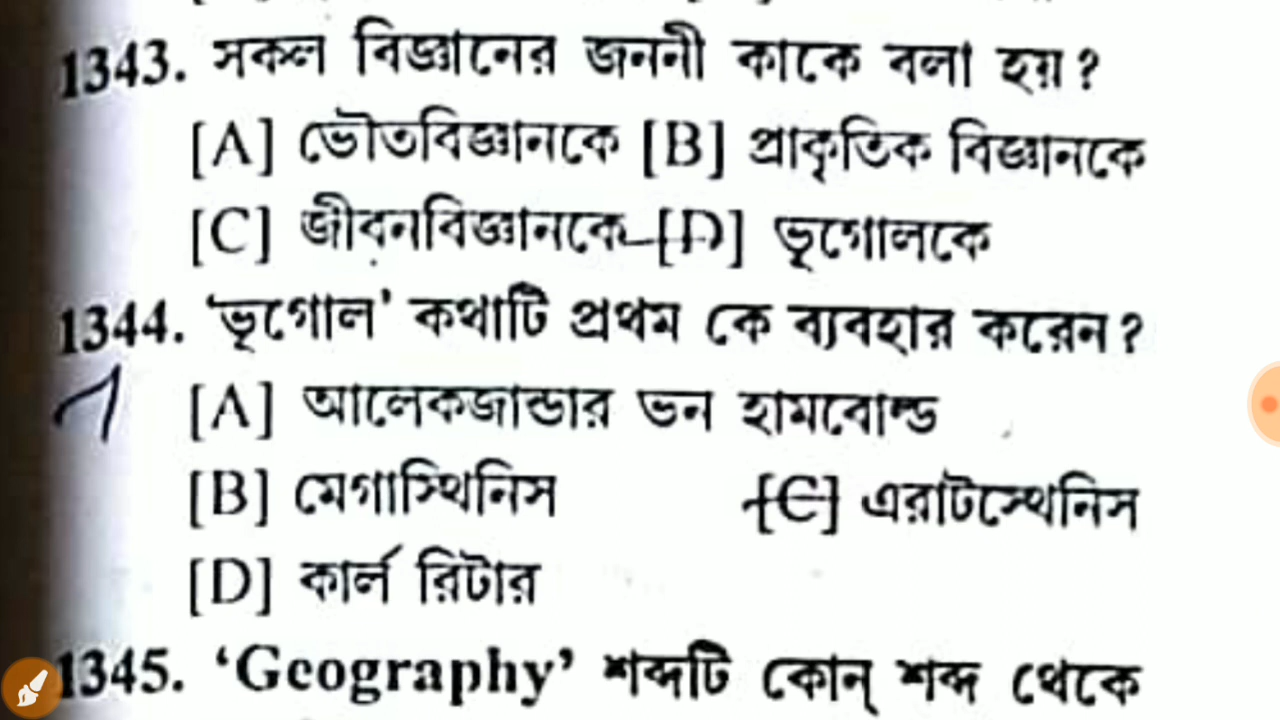 1343. সকল বিজ্ঞানের জননী কাকে বলা হয়?
[A] ভৌতবিজ্ঞানকে [B] প্রাকৃতিক বিজ্ঞানকে
[C] জীবনবিজ্ঞানকে [D] ভূগোলকে
1344. ‘ভূগোল’ কথাটি প্রথম কে ব্যবহার করেন?
[A] আলেকজান্ডার ভন হামবোল্ড
[B] মেগাস্থিনিস [C] এরাটস্থেনিস
[D] কার্ল রিটার
1345. ‘Geography’ শব্দটি কোন্ শব্দ থেকে